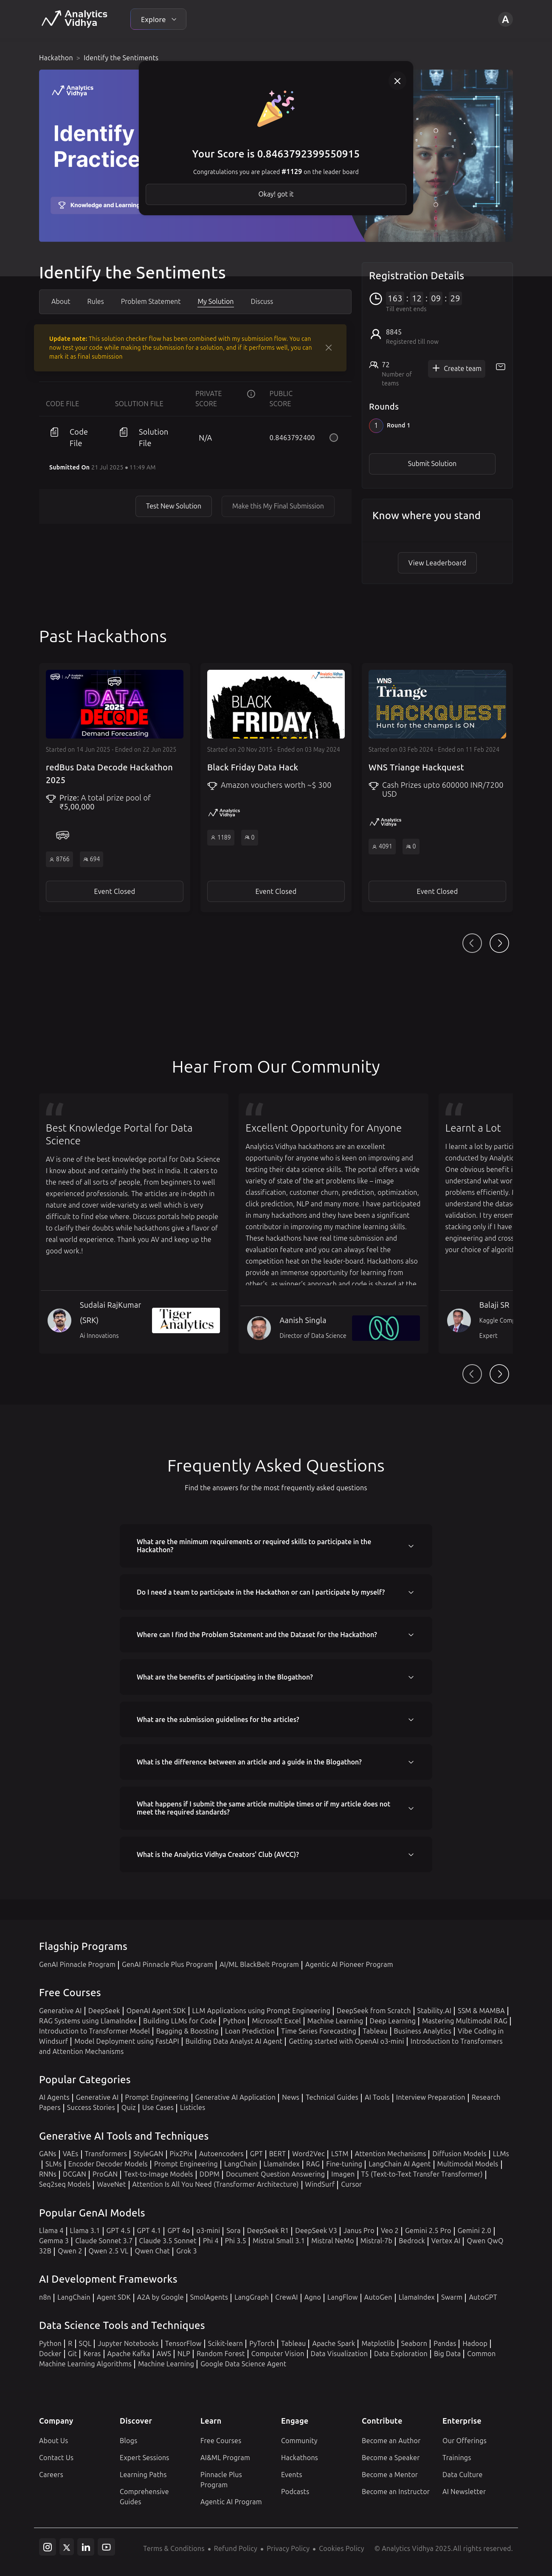 Analytics
Vidhya
Explore
A
Hackathon > Identify the Sentiments
Analytics
Vidhya
Identify
Practice
Knowledge and Learning
Your Score is 0.8463792399550915
Congratulations you are placed #1129 on the leader board
Okay! got it
Identify the Sentiments
About Rules Problem Statement My Solution Discuss
Update note: This solution checker flow has been combined with my submission flow. You can
now test your code while making the submission for a solution, and if it performs well, you can
mark it as final submission
CODE FILE SOLUTION FILE PRIVATE SCORE PUBLIC SCORE
Code File Solution File N/A 0.8463792400
Submitted On 21 Jul 2025 • 11:49 AM
Test New Solution Make this My Final Submission
Registration Details
163 : 12 : 09 : 29
Till event ends
8845
Registered till now
72
Number of teams
Create team
Rounds
1 Round 1
Submit Solution
Know where you stand
View Leaderboard
Past Hackathons
Analytics Vidhya
DATA
2025
DECODE
Demand Forecasting
Started on 14 Jun 2025 - Ended on 22 Jun 2025
redBus Data Decode Hackathon
2025
Prize: A total prize pool of
₹5,00,000
8766 694
Event Closed
Analytics Vidhya
BLACK
FRIDAY
Started on 20 Nov 2015 - Ended on 03 May 2024
Black Friday Data Hack
Amazon vouchers worth ~$ 300
Analytics
Vidhya
1189 0
Event Closed
WNS
Triange
HACKQUEST
Hunt for the champs is ON
Started on 03 Feb 2024 - Ended on 11 Feb 2024
WNS Triange Hackquest
Cash Prizes upto 600000 INR/7200
USD
Analytics
Vidhya
4091 0
Event Closed
Hear From Our Community
Best Knowledge Portal for Data
Science
AV is one of the best knowledge portal for Data Science
I know about and certainly the best in India. It caters to
the need of all sorts of people, from beginners to well
experienced professionals. The articles are in-depth in
nature and cover wide-variety as well which is very
difficult to find else where. Discuss portals help people
to clarify their doubts while hackathons give a flavor of
real world experience. Thank you AV and keep up the
good work.!
Sudalai RajKumar
(SRK)
Ai Innovations
Tiger
Analytics
Excellent Opportunity for Anyone
Analytics Vidhya hackathons are an excellent
opportunity for anyone who is keen on improving and
testing their data science skills. The portal offers a wide
variety of state of the art problems like – image
classification, customer churn, prediction, optimization,
click prediction, NLP and many more. I have participated
in many hackathons and they have been a significant
contributor in improving my machine learning skills.
These hackathons have real time submission and
evaluation feature and you can always feel the
competition heat on the leader-board. Hackathons also
provide an immense opportunity for learning from
other's, as winner's approach and code is shared at the
Aanish Singla
Director of Data Science
Learnt a Lot
I learnt a lot by partici
conducted by Analytic
One obvious benefit i
understand what wor
problems efficiently. I
understand the datase
validation. I try ensem
stacking only if I have
engineering and cross
your choice of algorith
Balaji SR
Kaggle Comp
Expert
Frequently Asked Questions
Find the answers for the most frequently asked questions
What are the minimum requirements or required skills to participate in the
Hackathon?
Do I need a team to participate in the Hackathon or can I participate by myself?
Where can I find the Problem Statement and the Dataset for the Hackathon?
What are the benefits of participating in the Blogathon?
What are the submission guidelines for the articles?
What is the difference between an article and a guide in the Blogathon?
What happens if I submit the same article multiple times or if my article does not
meet the required standards?
What is the Analytics Vidhya Creators' Club (AVCC)?
Flagship Programs
GenAI Pinnacle Program | GenAI Pinnacle Plus Program | AI/ML BlackBelt Program | Agentic AI Pioneer Program
Free Courses
Generative AI | DeepSeek | OpenAI Agent SDK | LLM Applications using Prompt Engineering | DeepSeek from Scratch | Stability.AI | SSM & MAMBA |
RAG Systems using LlamaIndex | Building LLMs for Code | Python | Microsoft Excel | Machine Learning | Deep Learning | Mastering Multimodal RAG |
Introduction to Transformer Model | Bagging & Boosting | Loan Prediction | Time Series Forecasting | Tableau | Business Analytics | Vibe Coding in
Windsurf | Model Deployment using FastAPI | Building Data Analyst AI Agent | Getting started with OpenAI o3-mini | Introduction to Transformers
and Attention Mechanisms
Popular Categories
AI Agents | Generative AI | Prompt Engineering | Generative AI Application | News | Technical Guides | AI Tools | Interview Preparation | Research
Papers | Success Stories | Quiz | Use Cases | Listicles
Generative AI Tools and Techniques
GANs | VAEs | Transformers | StyleGAN | Pix2Pix | Autoencoders | GPT | BERT | Word2Vec | LSTM | Attention Mechanisms | Diffusion Models | LLMs
| SLMs | Encoder Decoder Models | Prompt Engineering | LangChain | LlamaIndex | RAG | Fine-tuning | LangChain AI Agent | Multimodal Models |
RNNs | DCGAN | ProGAN | Text-to-Image Models | DDPM | Document Question Answering | Imagen | T5 (Text-to-Text Transfer Transformer) |
Seq2seq Models | WaveNet | Attention Is All You Need (Transformer Architecture) | WindSurf | Cursor
Popular GenAI Models
Llama 4 | Llama 3.1 | GPT 4.5 | GPT 4.1 | GPT 4o | o3-mini | Sora | DeepSeek R1 | DeepSeek V3 | Janus Pro | Veo 2 | Gemini 2.5 Pro | Gemini 2.0 |
Gemma 3 | Claude Sonnet 3.7 | Claude 3.5 Sonnet | Phi 4 | Phi 3.5 | Mistral Small 3.1 | Mistral NeMo | Mistral-7b | Bedrock | Vertex AI | Qwen QwQ
32B | Qwen 2 | Qwen 2.5 VL | Qwen Chat | Grok 3
AI Development Frameworks
n8n | LangChain | Agent SDK | A2A by Google | SmolAgents | LangGraph | CrewAI | Agno | LangFlow | AutoGen | LlamaIndex | Swarm | AutoGPT
Data Science Tools and Techniques
Python | R | SQL | Jupyter Notebooks | TensorFlow | Scikit-learn | PyTorch | Tableau | Apache Spark | Matplotlib | Seaborn | Pandas | Hadoop |
Docker | Git | Keras | Apache Kafka | AWS | NLP | Random Forest | Computer Vision | Data Visualization | Data Exploration | Big Data | Common
Machine Learning Algorithms | Machine Learning | Google Data Science Agent
Company Discover Learn Engage Contribute Enterprise
About Us Blogs Free Courses Community Become an Author Our Offerings
Contact Us Expert Sessions AI&ML Program Hackathons Become a Speaker Trainings
Careers Learning Paths Pinnacle Plus Program Events Become a Mentor Data Culture
Comprehensive Guides Agentic AI Program Podcasts Become an Instructor AI Newsletter
Terms & Conditions • Refund Policy • Privacy Policy • Cookies Policy © Analytics Vidhya 2025.All rights reserved.